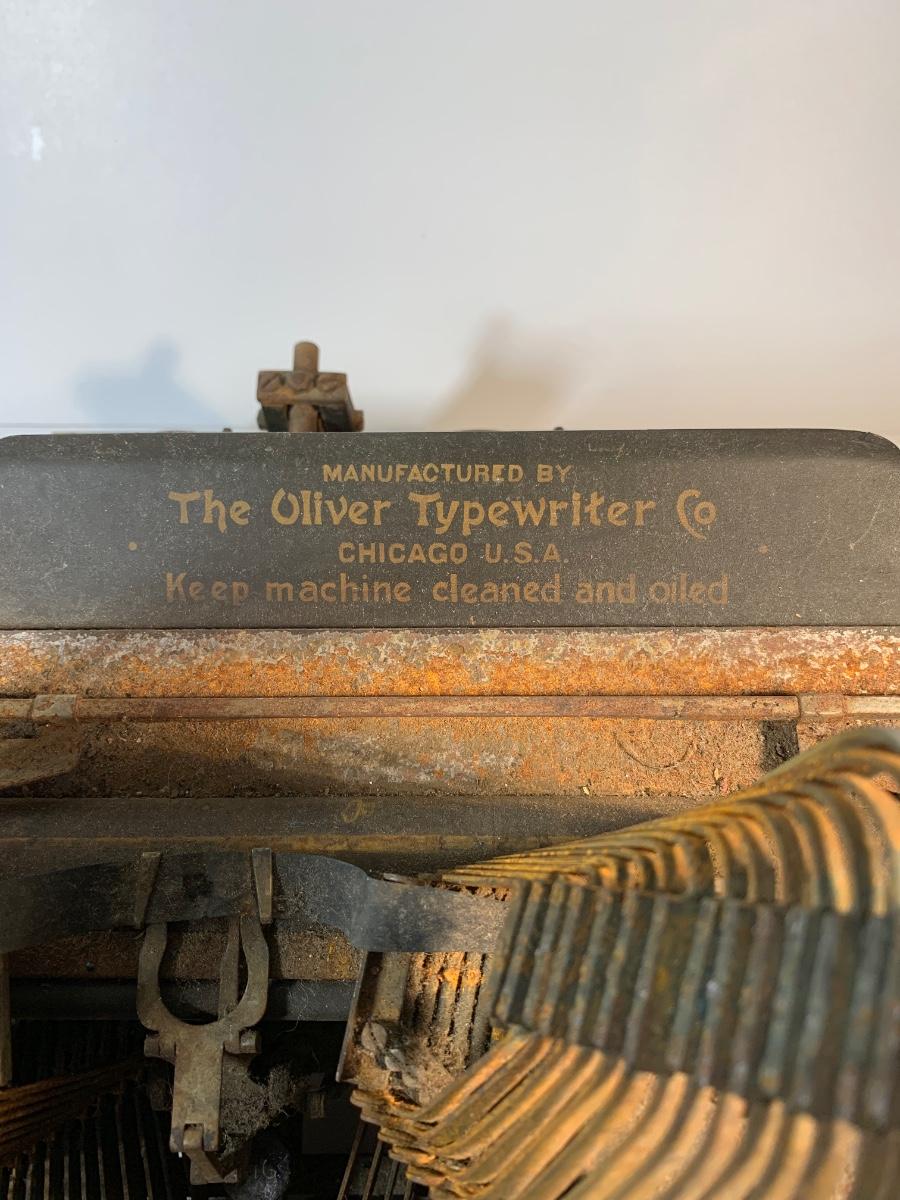 MANUFACTURED BY
The Oliver Typewriter Co
CHICAGO U.S.A.
Keep machine cleaned and oiled